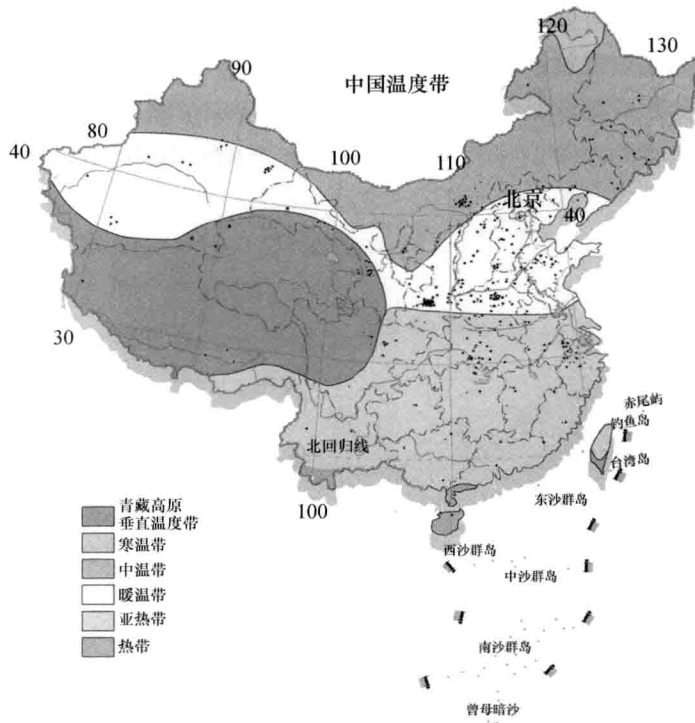 120
130
90
中国温度带
80
100
40
110
北京
40
30
赤尾屿
钓鱼岛
北回归线
台湾岛
100
东沙群岛
青藏高原
垂直温度带
寒温带
西沙群岛
中温带
中沙群岛
暖温带
亚热带
南沙群岛
热带
曾母暗沙